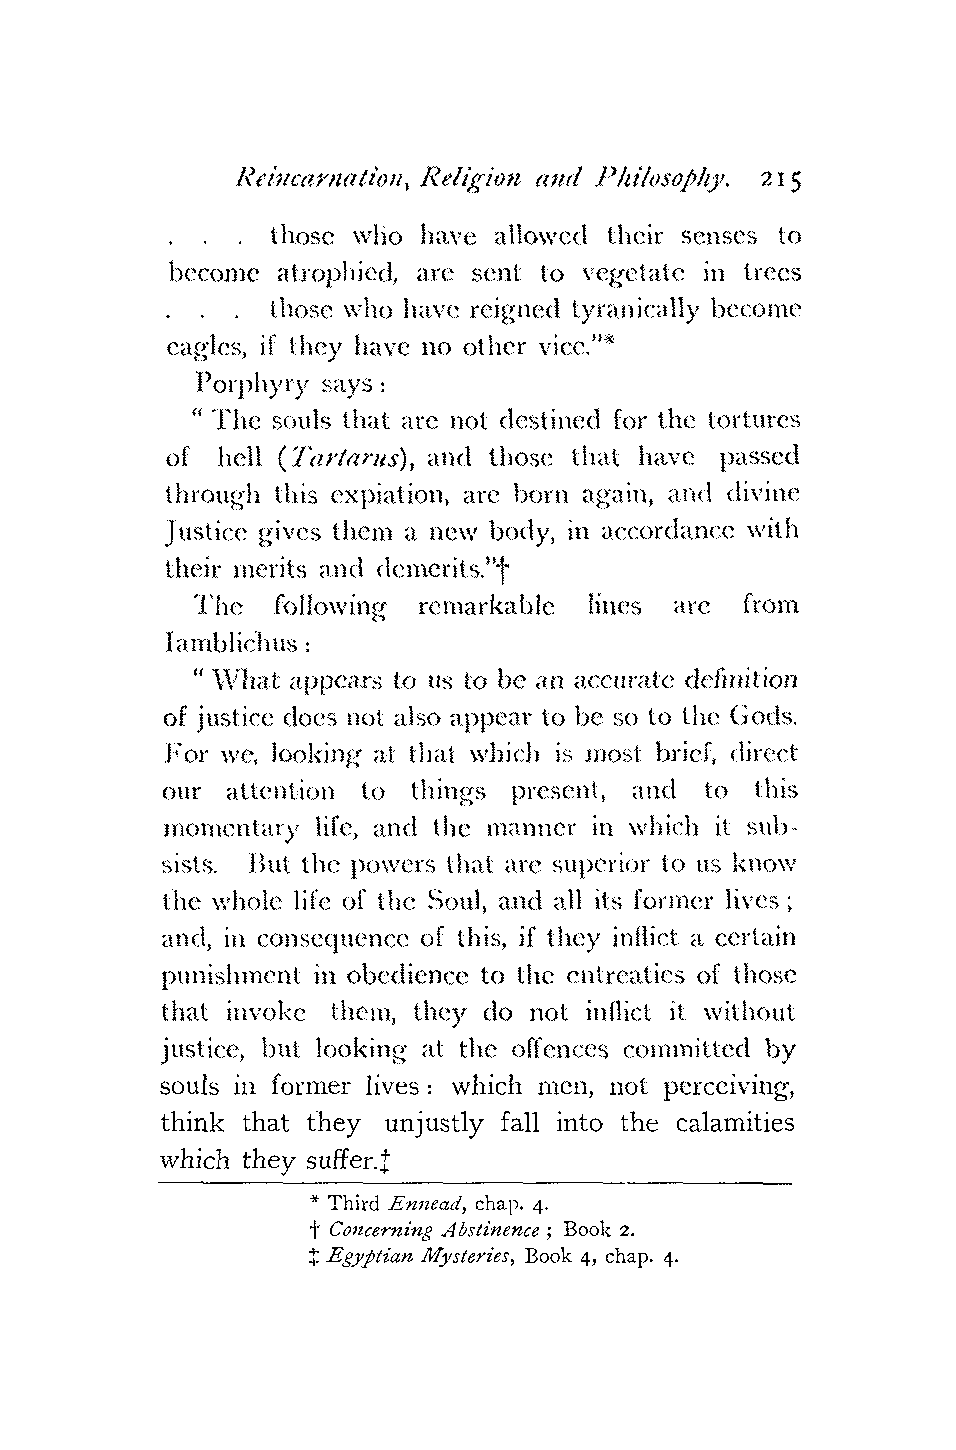 Reincarnation, Religion and Philosophy. 215
. . . those who have allowed their senses to
become atrophied, are sent to vegetate in trees
. . . those who have reigned tyranically become
eagles, if they have no other vice."*
Porphyry says:
" The souls that are not destined for the tortures
of hell (Tartarus), and those that have passed
through this expiation, are born again, and divine
Justice gives them a new body, in accordance with
their merits and demerits."†
The following remarkable lines are from
Iamblichus :
" What appears to us to be an accurate definition
of justice does not also appear to be so to the Gods.
For we, looking at that which is most brief, direct
our attention to things present, and to this
momentary life, and the manner in which it sub-
sists. But the powers that are superior to us know
the whole life of the Soul, and all its former lives ;
and, in consequence of this, if they inflict a certain
punishment in obedience to the entreaties of those
that invoke them, they do not inflict it without
justice, but looking at the offences committed by
souls in former lives : which men, not perceiving,
think that they unjustly fall into the calamities
which they suffer.‡
* Third Ennead, chap. 4.
† Concerning Abstinence ; Book 2.
‡ Egyptian Mysteries, Book 4, chap. 4.